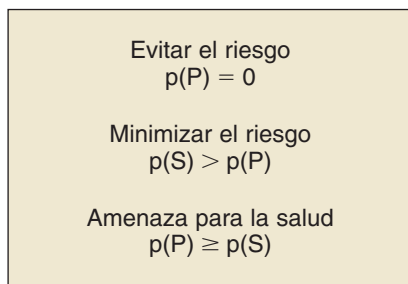 Evitar el riesgo
p(P) = 0
Minimizar el riesgo
p(S) > p(P)
Amenaza para la salud
p(P) ≥ p(S)